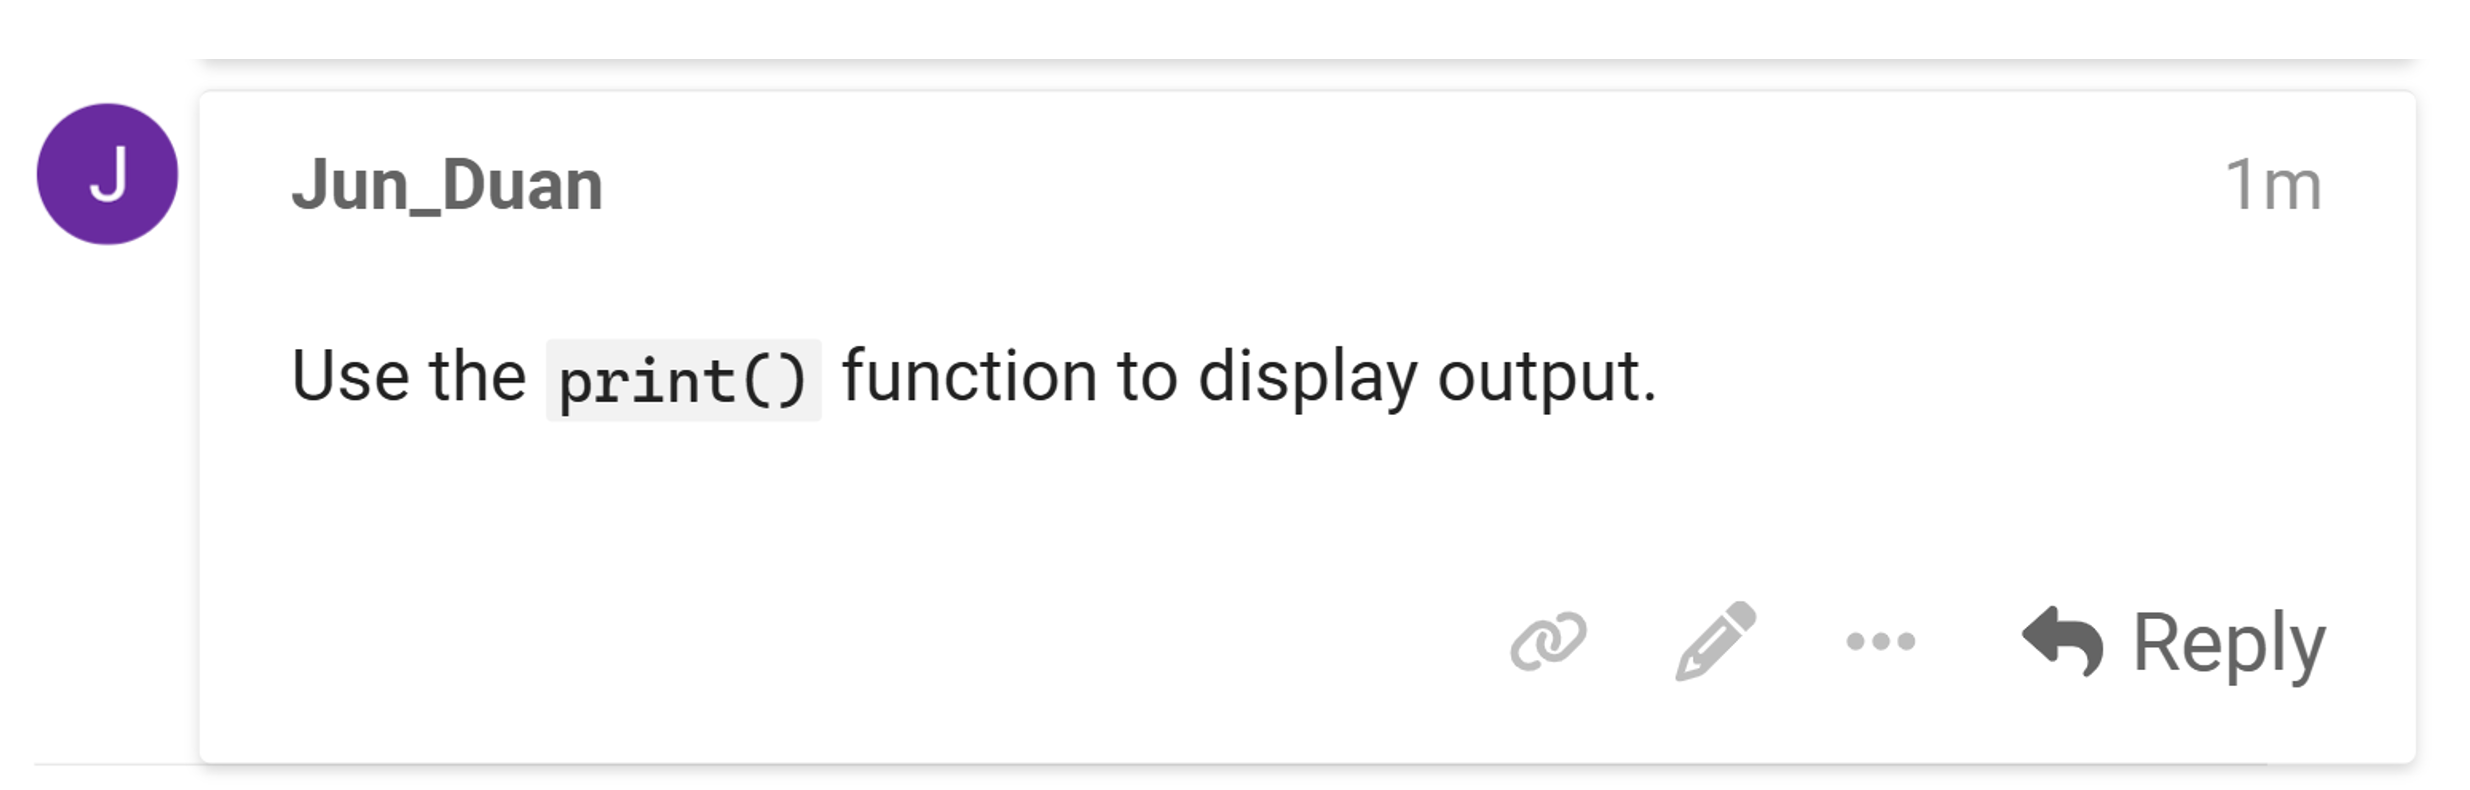 J
Jun_Duan 1m
Use the print() function to display output.
Reply